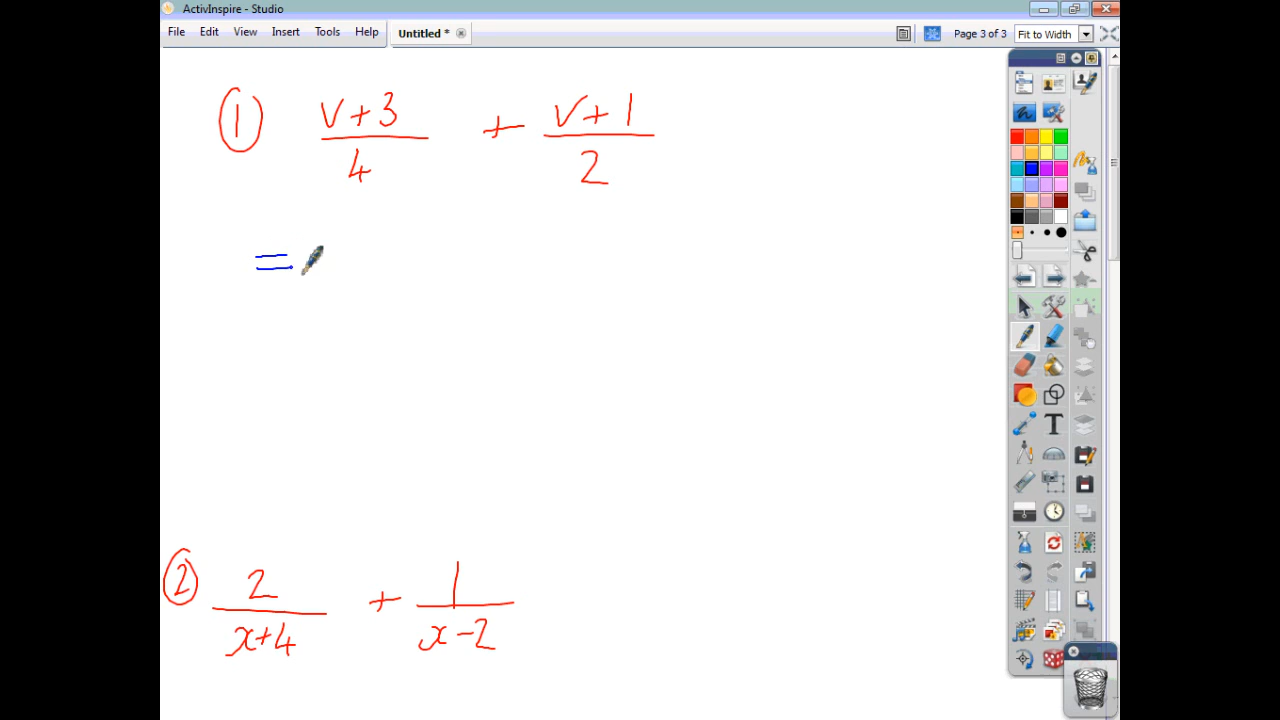 ActivInspire - Studio
File Edit View Insert Tools Help Untitled * Page 3 of 3 Fit to Width
① v+3 + v+1
4 2
=
② 2 + 1
x+4 x-2
T